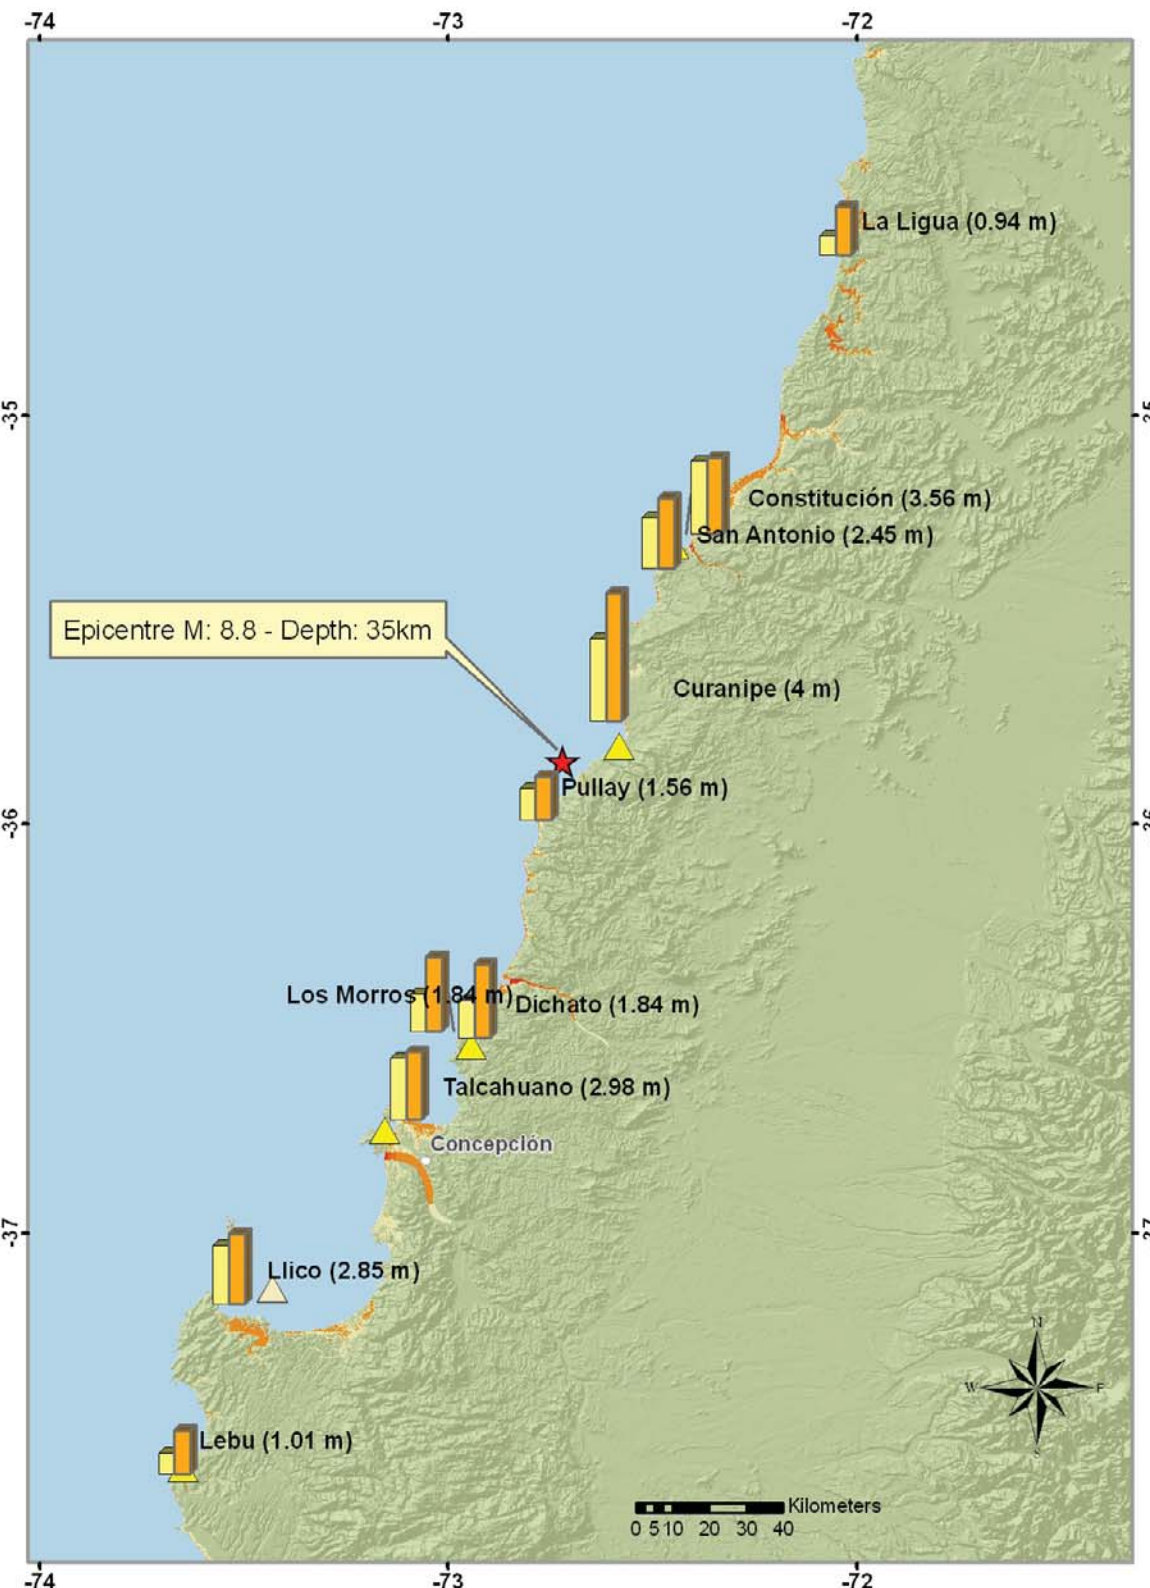 -74 -73 -72
La Ligua (0.94 m)
-35
Constitución (3.56 m)
San Antonio (2.45 m)
Epicentre M: 8.8 - Depth: 35km
Curanipe (4 m)
Pullay (1.56 m)
-36
Los Morros (1.84 m)
Dichato (1.84 m)
Talcahuano (2.98 m)
Concepción
-37
Llico (2.85 m)
N
W E
S
Lebu (1.01 m)
Kilometers
0 5 10 20 30 40
-74 -73 -72